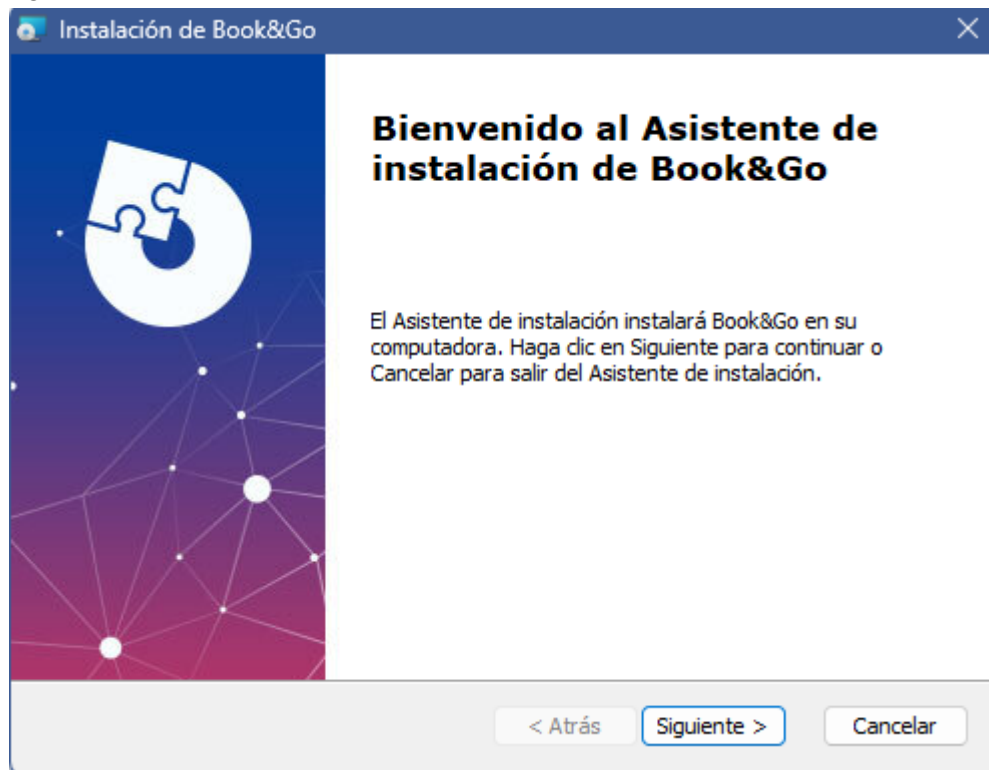 Instalación de Book&Go
Bienvenido al Asistente de
instalación de Book&Go
El Asistente de instalación instalará Book&Go en su
computadora. Haga clic en Siguiente para continuar o
Cancelar para salir del Asistente de instalación.
< Atrás
Siguiente >
Cancelar